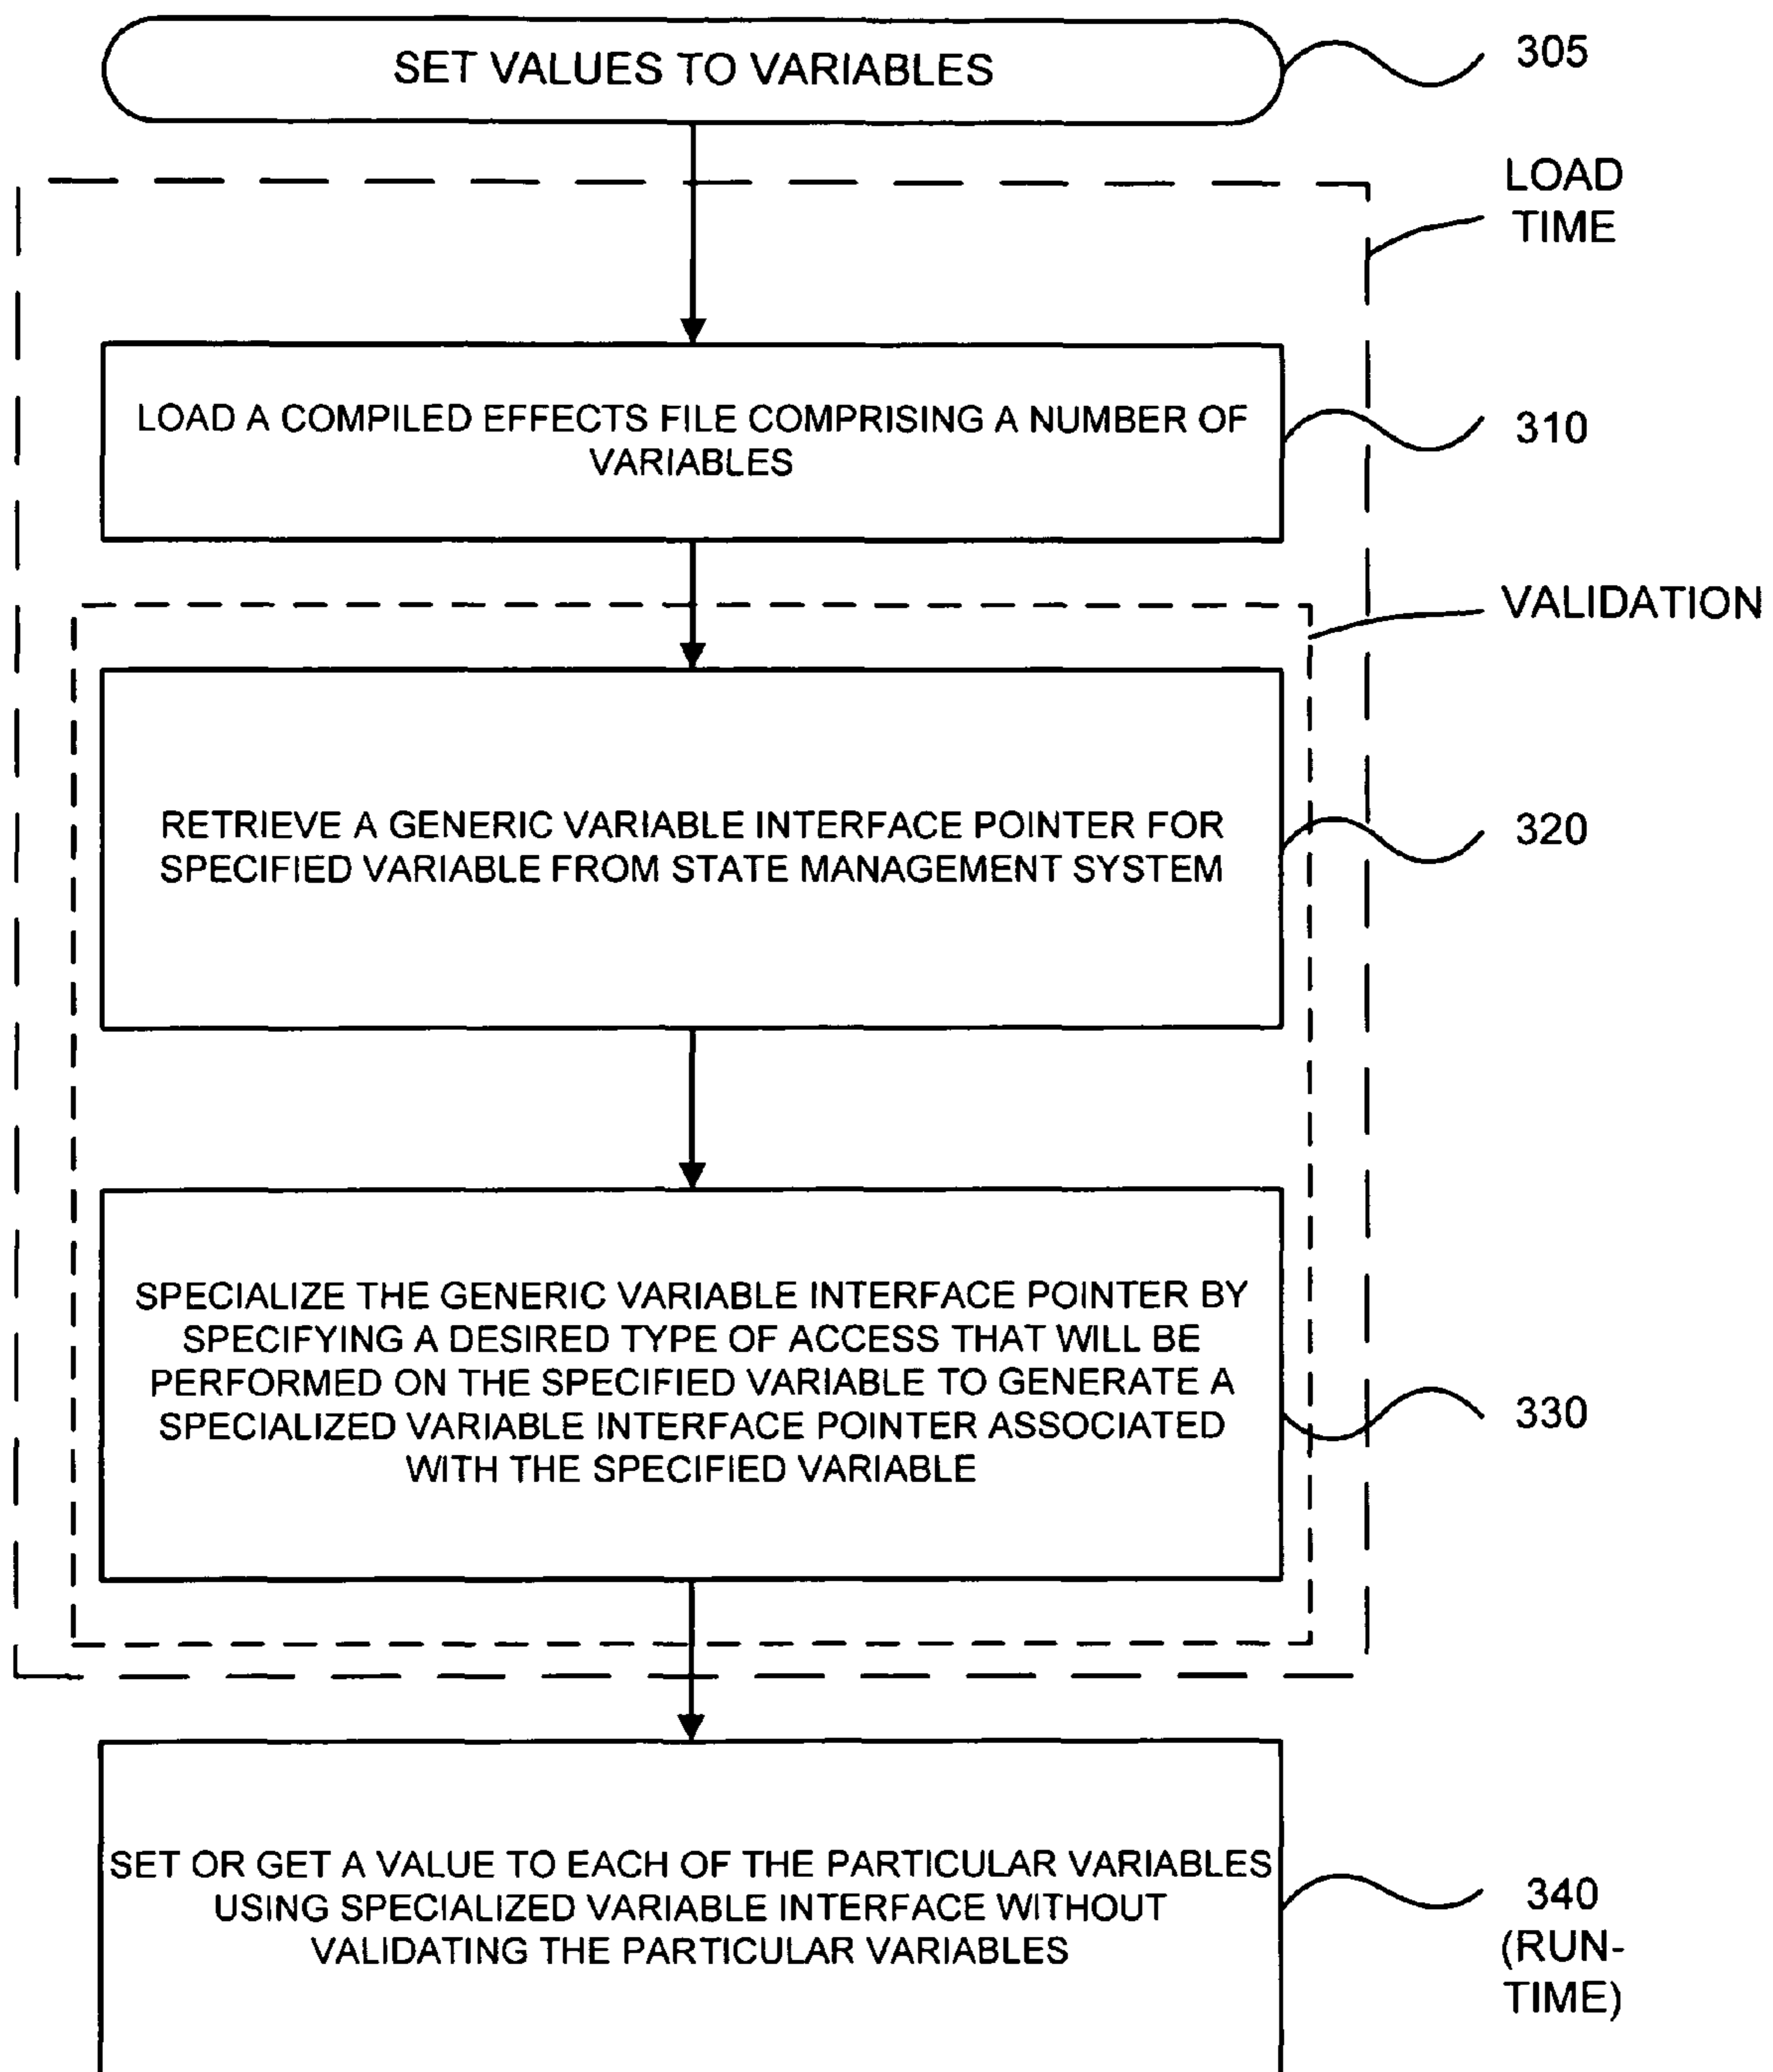 SET VALUES TO VARIABLES
305
LOAD
TIME
LOAD A COMPILED EFFECTS FILE COMPRISING A NUMBER OF
VARIABLES
310
VALIDATION
RETRIEVE A GENERIC VARIABLE INTERFACE POINTER FOR
SPECIFIED VARIABLE FROM STATE MANAGEMENT SYSTEM
320
SPECIALIZE THE GENERIC VARIABLE INTERFACE POINTER BY
SPECIFYING A DESIRED TYPE OF ACCESS THAT WILL BE
PERFORMED ON THE SPECIFIED VARIABLE TO GENERATE A
SPECIALIZED VARIABLE INTERFACE POINTER ASSOCIATED
WITH THE SPECIFIED VARIABLE
330
SET OR GET A VALUE TO EACH OF THE PARTICULAR VARIABLES
USING SPECIALIZED VARIABLE INTERFACE WITHOUT
VALIDATING THE PARTICULAR VARIABLES
340
(RUN-
TIME)